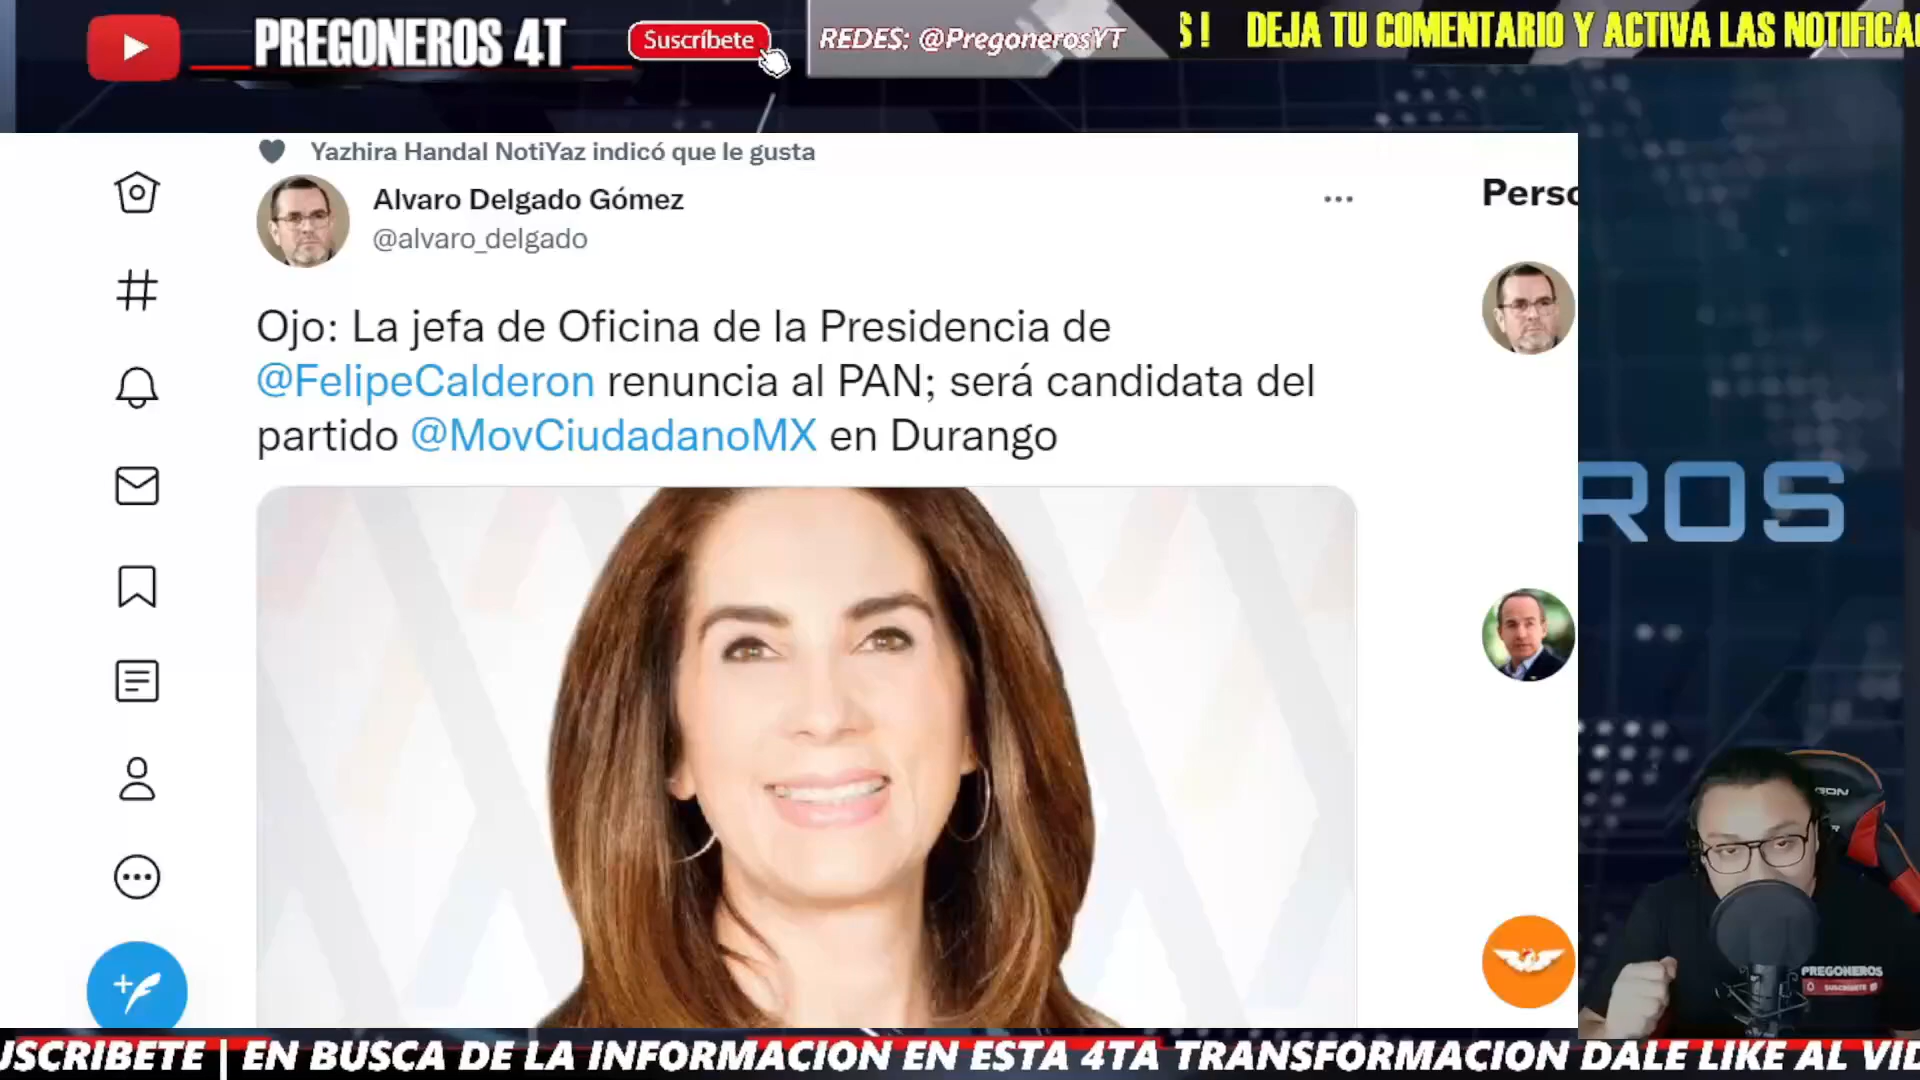 PREGONEROS 4T
Suscríbete
REDES: @PregonerosYT
S! DEJA TU COMENTARIO Y ACTIVA LAS NOTIFICA
Yazhira Handal NotiYaz indicó que le gusta
Alvaro Delgado Gómez
@alvaro_delgado
Perso
Ojo: La jefa de Oficina de la Presidencia de
@FelipeCalderon renuncia al PAN; será candidata del
partido @MovCiudadanoMX en Durango
ROS
PREGONEROS
SUSCRIBETE
USCRIBETE | EN BUSCA DE LA INFORMACION EN ESTA 4TA TRANSFORMACION DALE LIKE AL VID